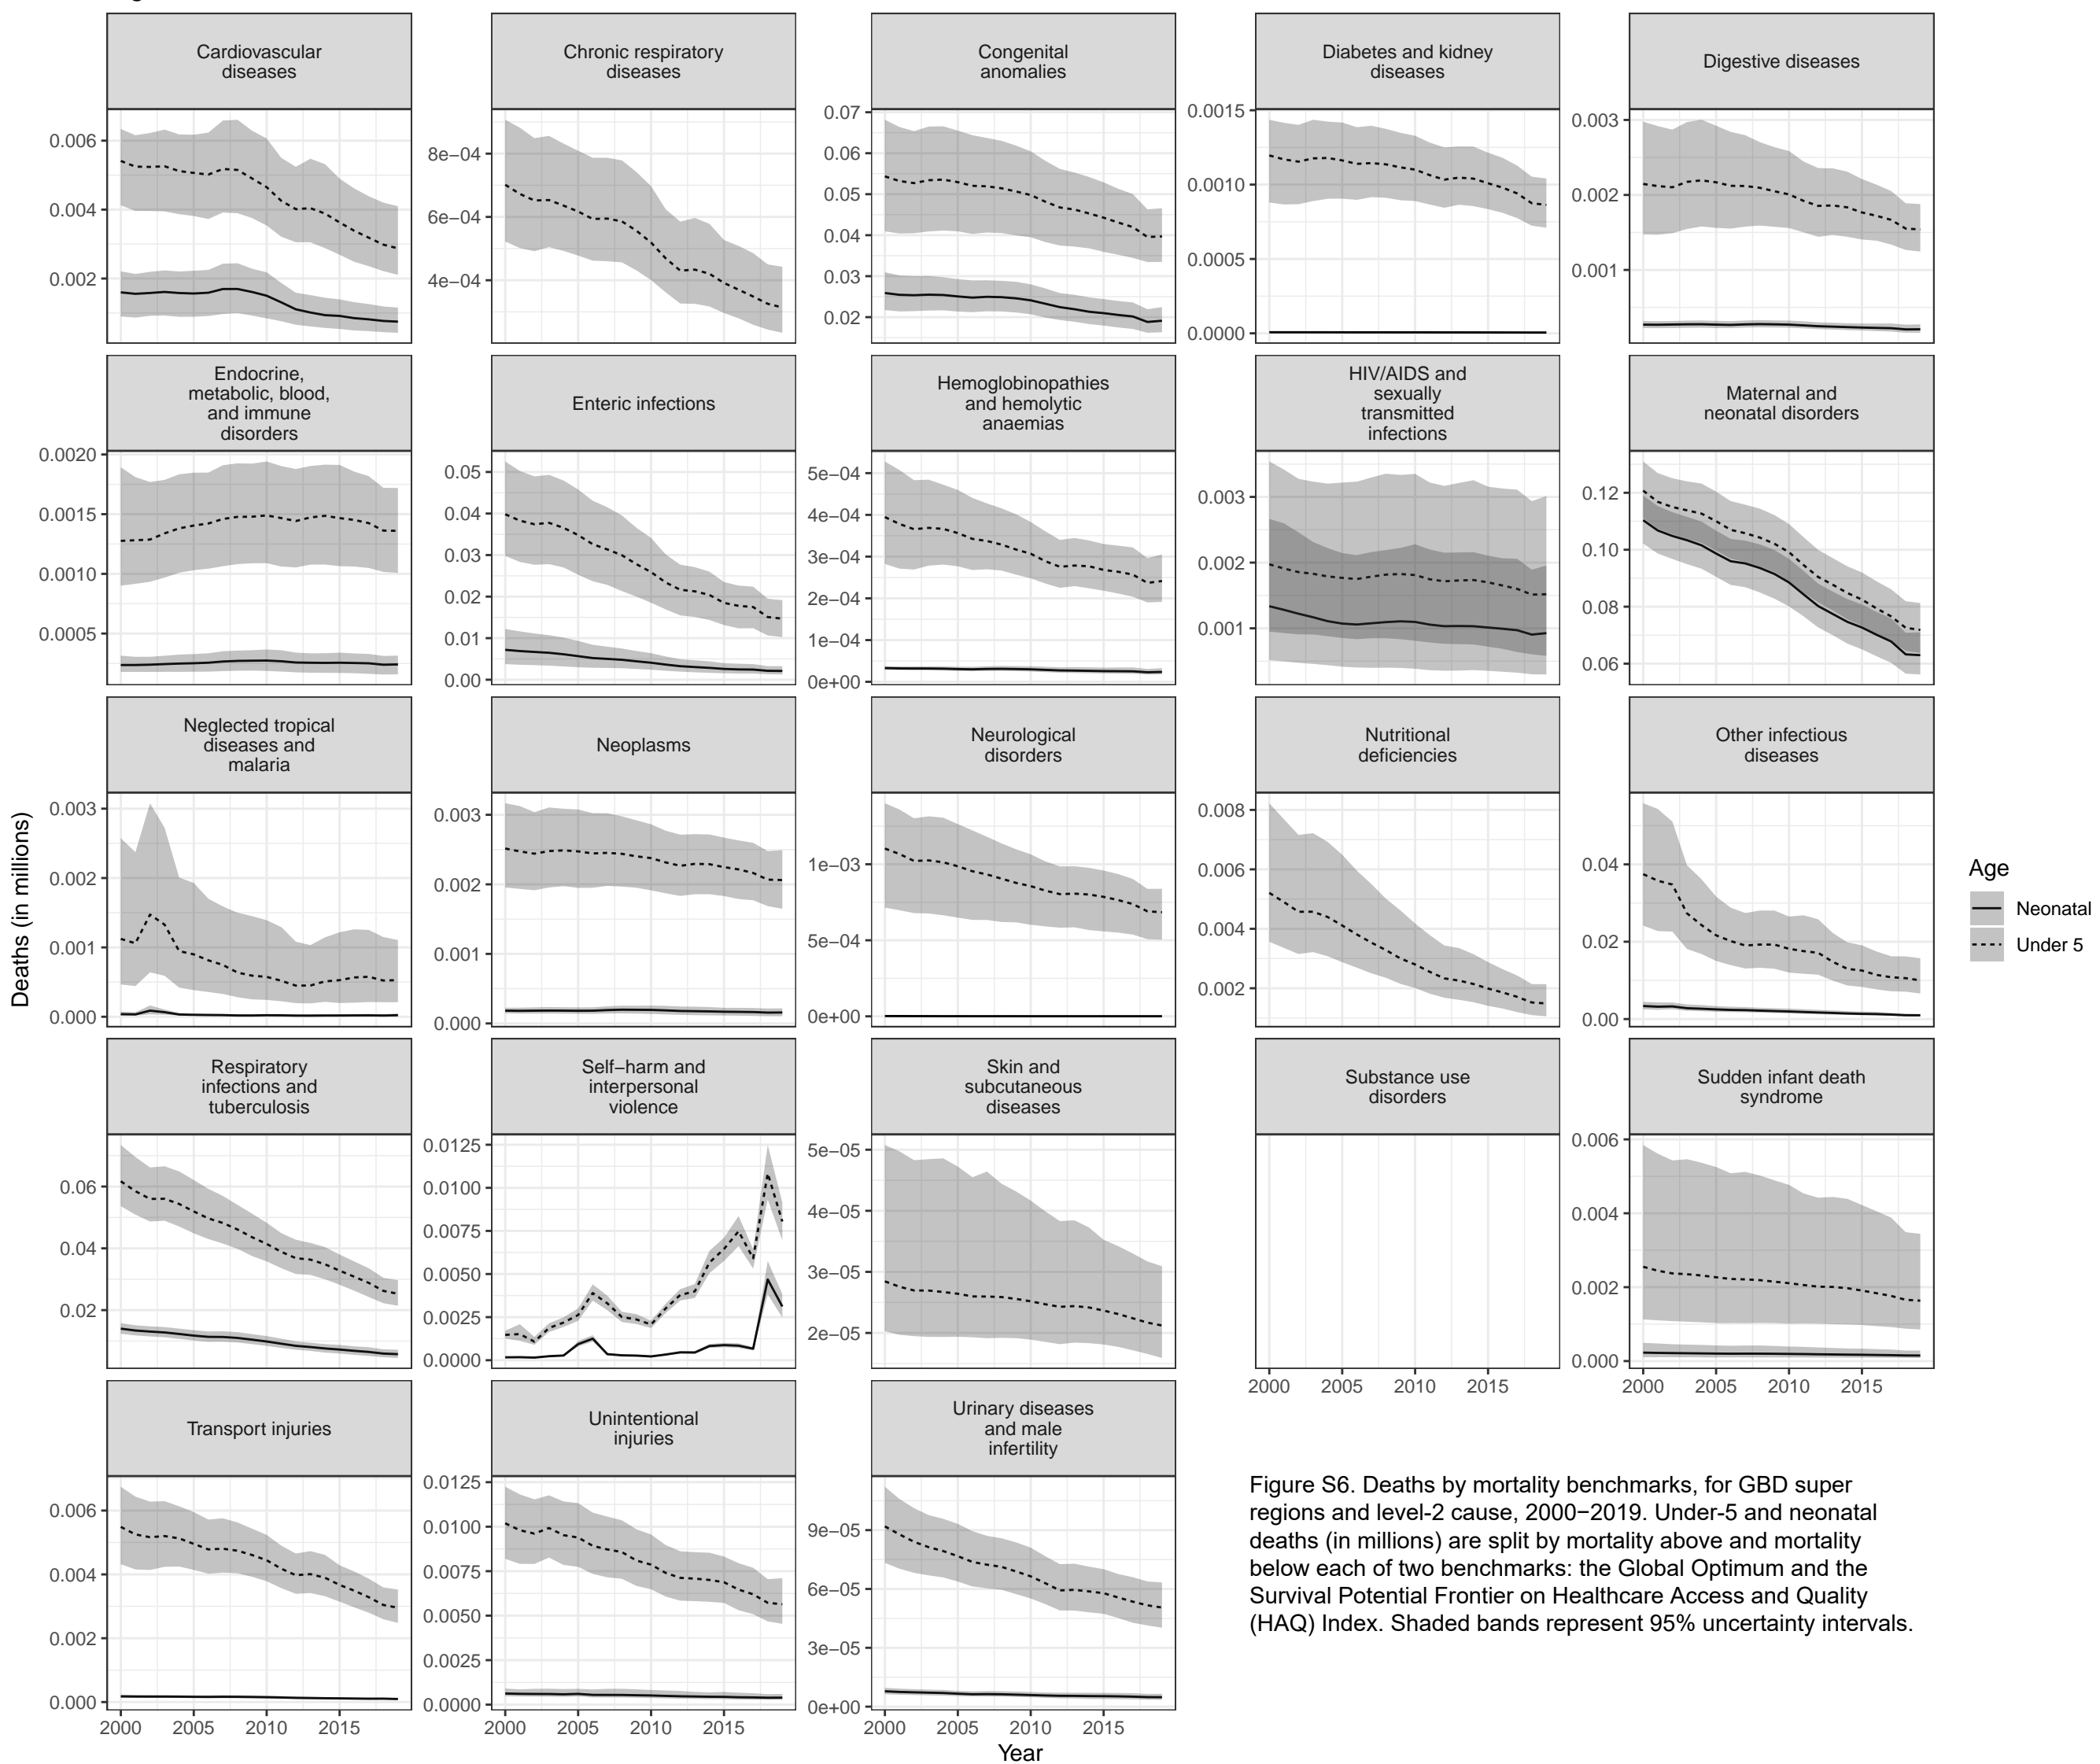 Cardiovascular
diseases
Chronic respiratory
diseases
Congenital
anomalies
Diabetes and kidney
diseases
Digestive diseases
0.006
0.004
0.002
8e−04
6e−04
4e−04
0.07
0.06
0.05
0.04
0.03
0.02
0.0015
0.0010
0.0005
0.0000
0.003
0.002
0.001
Endocrine,
metabolic, blood,
and immune
disorders
Enteric infections
Hemoglobinopathies
and hemolytic
anaemias
HIV/AIDS and
sexually
transmitted
infections
Maternal and
neonatal disorders
0.0020
0.0015
0.0010
0.0005
0.05
0.04
0.03
0.02
0.01
0.00
5e−04
4e−04
3e−04
2e−04
1e−04
0e+00
0.003
0.002
0.001
0.12
0.10
0.08
0.06
Neglected tropical
diseases and
malaria
Neoplasms
Neurological
disorders
Nutritional
deficiencies
Other infectious
diseases
0.003
0.002
0.001
0.000
0.003
0.002
0.001
0.000
1e−03
5e−04
0e+00
0.008
0.006
0.004
0.002
0.04
0.02
0.00
Respiratory
infections and
tuberculosis
Self−harm and
interpersonal
violence
Skin and
subcutaneous
diseases
Substance use
disorders
Sudden infant death
syndrome
0.06
0.04
0.02
0.0125
0.0100
0.0075
0.0050
0.0025
0.0000
5e−05
4e−05
3e−05
2e−05
2000 2005 2010 2015
0.006
0.004
0.002
0.000
2000 2005 2010 2015
Transport injuries
Unintentional
injuries
Urinary diseases
and male
infertility
0.006
0.004
0.002
0.000
2000 2005 2010 2015
0.0125
0.0100
0.0075
0.0050
0.0025
0.0000
2000 2005 2010 2015
9e−05
6e−05
3e−05
0e+00
2000 2005 2010 2015
Deaths (in millions)
Year
Age
Neonatal
Under 5
Figure S6. Deaths by mortality benchmarks, for GBD super
regions and level-2 cause, 2000−2019. Under-5 and neonatal
deaths (in millions) are split by mortality above and mortality
below each of two benchmarks: the Global Optimum and the
Survival Potential Frontier on Healthcare Access and Quality
(HAQ) Index. Shaded bands represent 95% uncertainty intervals.